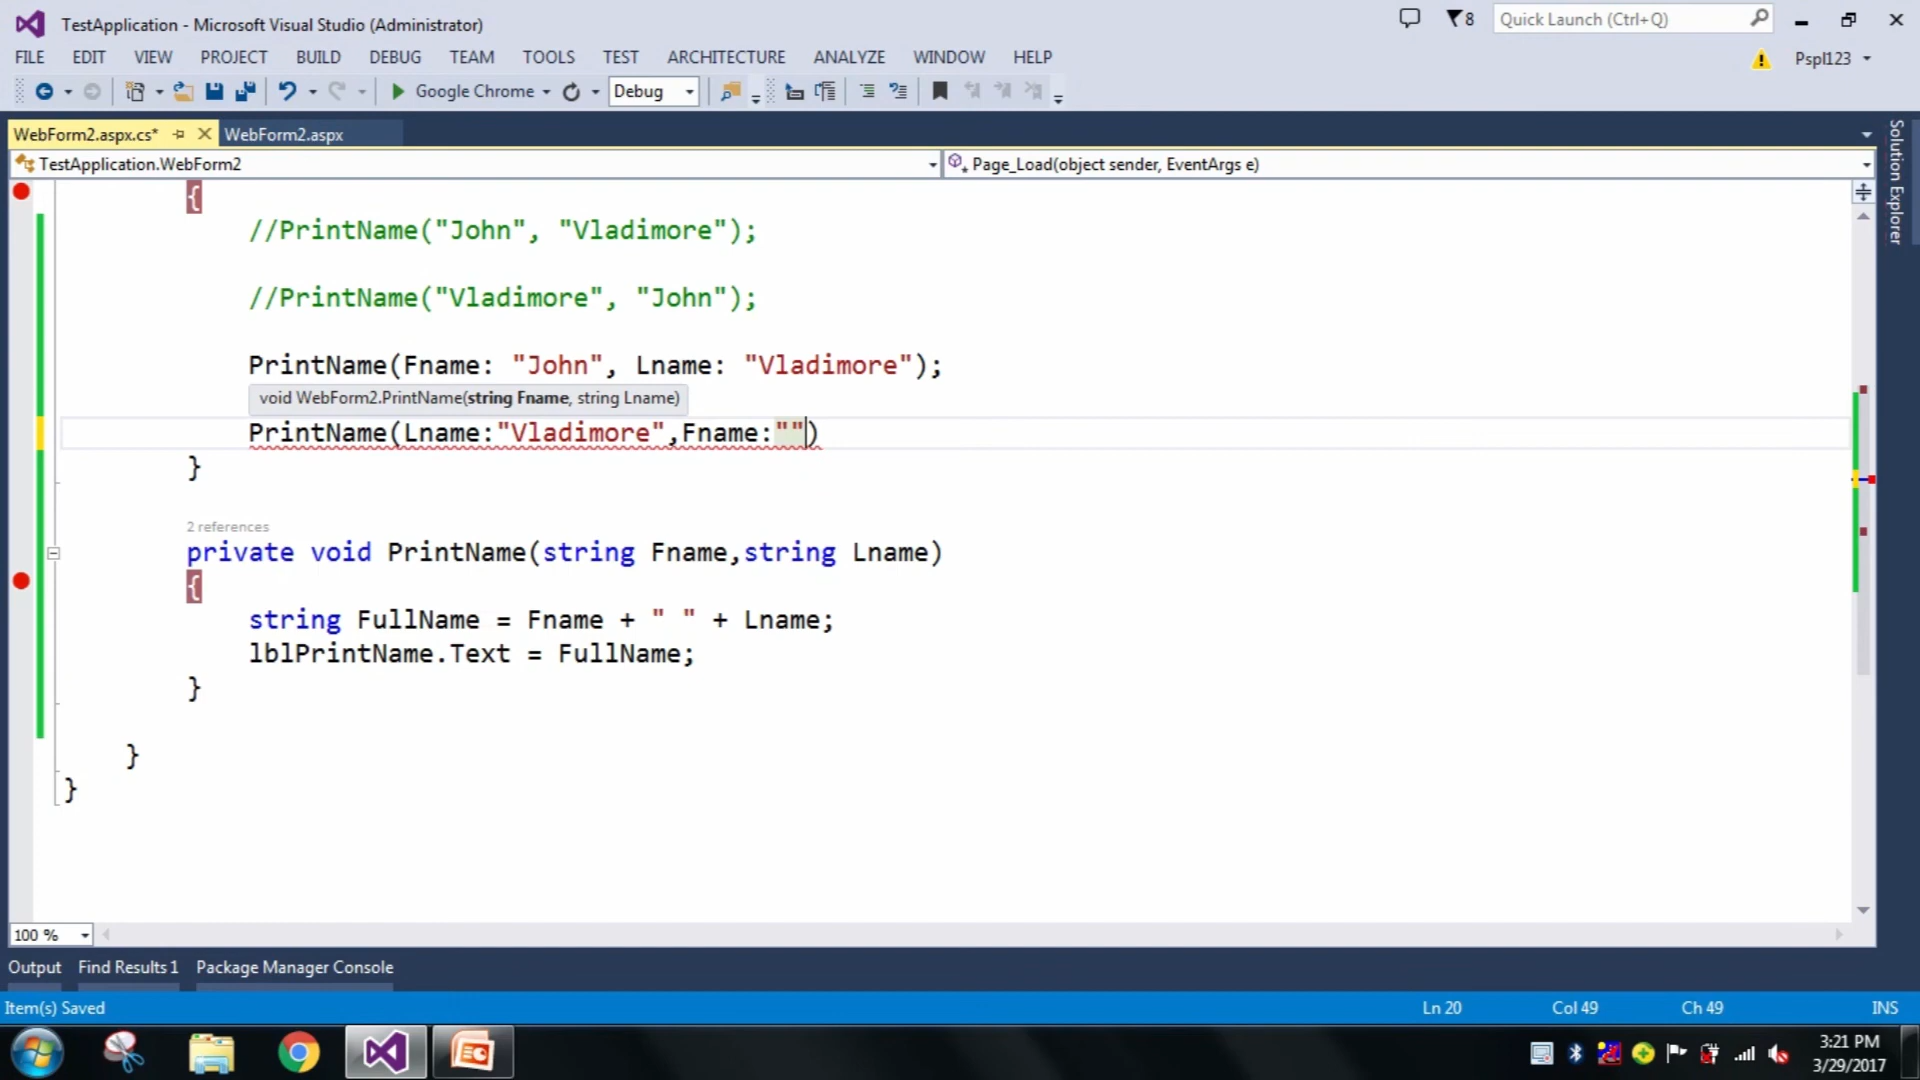 TestApplication - Microsoft Visual Studio (Administrator)
8
Quick Launch (Ctrl+Q)
FILE EDIT VIEW PROJECT BUILD DEBUG TEAM TOOLS TEST ARCHITECTURE ANALYZE WINDOW HELP
Pspl123
Google Chrome
Debug
WebForm2.aspx.cs*
WebForm2.aspx
Solution Explorer
TestApplication.WebForm2
Page_Load(object sender, EventArgs e)
{
//PrintName("John", "Vladimore");
//PrintName("Vladimore", "John");
PrintName(Fname: "John", Lname: "Vladimore");
void WebForm2.PrintName(string Fname, string Lname)
PrintName(Lname:"Vladimore",Fname:"")
}
2 references
private void PrintName(string Fname,string Lname)
{
string FullName = Fname + " " + Lname;
lblPrintName.Text = FullName;
}
}
}
100 %
Output Find Results 1 Package Manager Console
Item(s) Saved
Ln 20 Col 49 Ch 49 INS
3:21 PM
3/29/2017